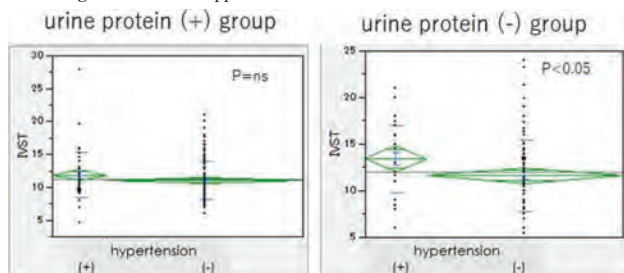 urine protein (+) group
30
25
20
15
10
5
IVST
P=ns
hypertension
(+)
(-)
urine protein (-) group
25
20
15
10
5
IVST
P<0.05
hypertension
(+)
(-)